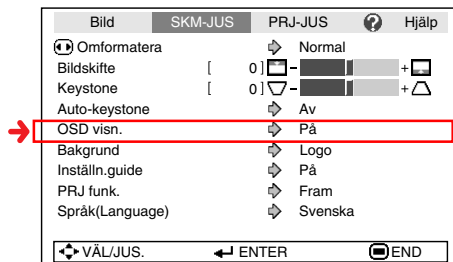 Bild SKM-JUS PRJ-JUS ? Hjälp
Omformatera Normal
Bildskifte [ 0] - +
Keystone [ 0] - +
Auto-keystone Av
OSD visn. På
Bakgrund Logo
Inställn.guide På
PRJ funk. Fram
Språk(Language) Svenska
VÄL/JUS. ENTER END